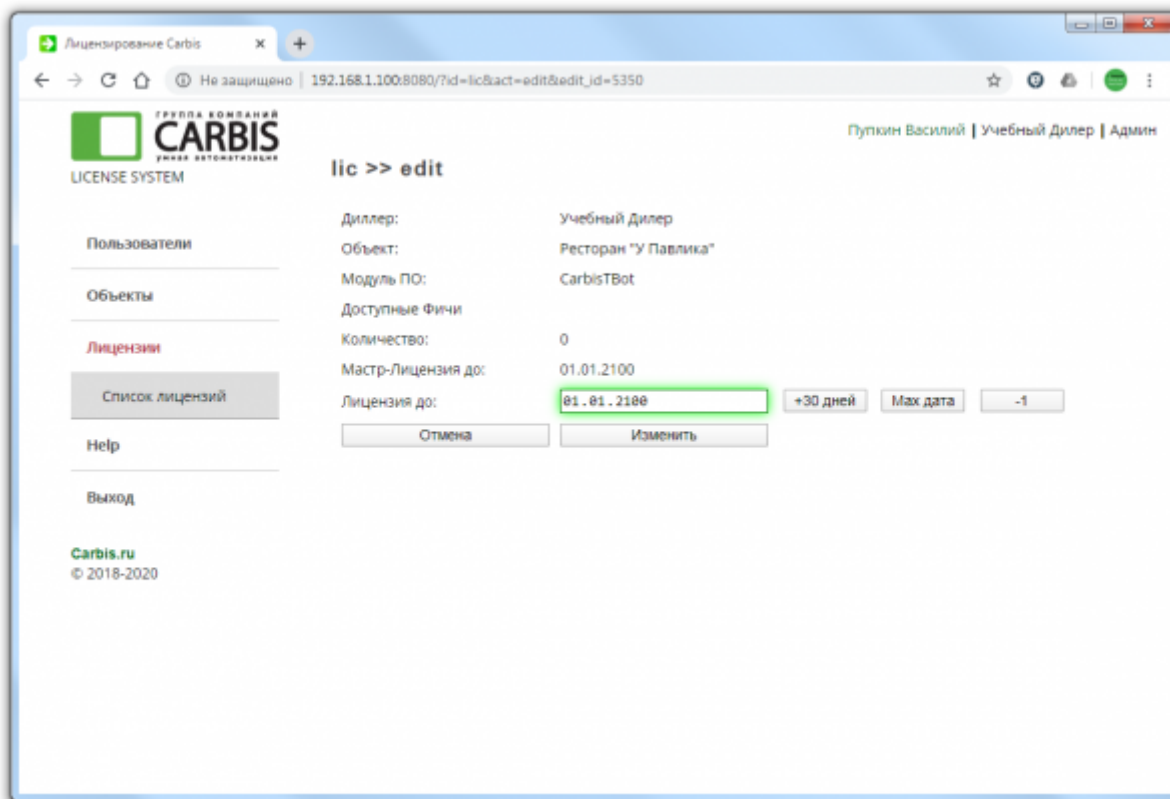 Лицензирование Carbis
Не защищено 192.168.1.100:8080/?id=lic&act=edit&edit_id=5350
ГРУППА КОМПАНИЙ
CARBIS
умная автоматизация
LICENSE SYSTEM
Пупкин Василий | Учебный Дилер | Админ
lic >> edit
Диллер: Учебный Дилер
Объект: Ресторан "У Павлика"
Модуль ПО: CarbisTBot
Доступные Фичи
Количество: 0
Мастр-Лицензия до: 01.01.2100
Лицензия до: 01.01.2100 +30 дней Max дата -1
Отмена Изменить
Пользователи
Объекты
Лицензии
Список лицензий
Help
Выход
Carbis.ru
© 2018-2020